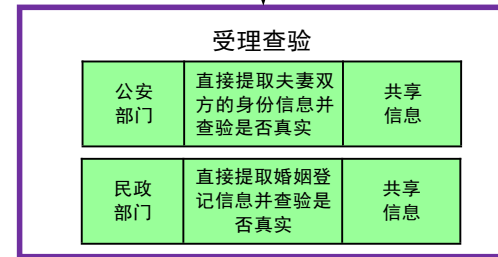 受理查验
公安
部门
直接提取夫妻双
方的身份信息并
查验是否真实
共享
信息
民政
部门
直接提取婚姻登
记信息并查验是
否真实
共享
信息